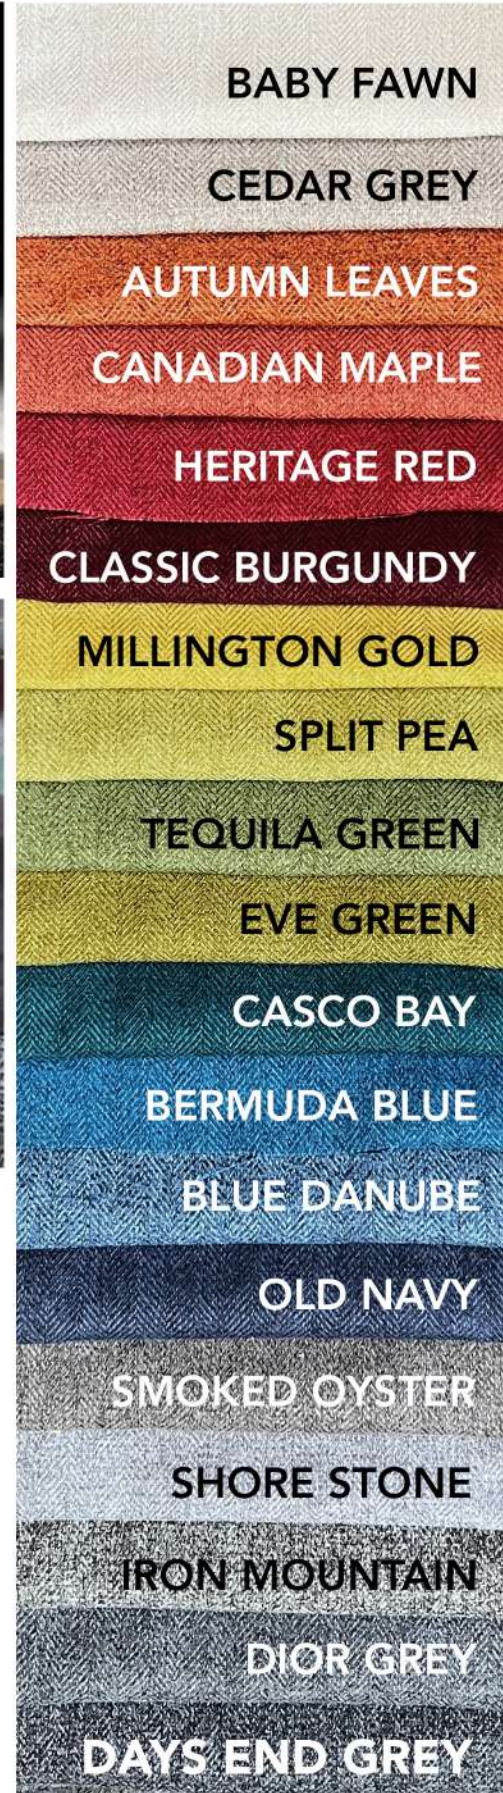 BABY FAWN
CEDAR GREY
AUTUMN LEAVES
CANADIAN MAPLE
HERITAGE RED
CLASSIC BURGUNDY
MILLINGTON GOLD
SPLIT PEA
TEQUILA GREEN
EVE GREEN
CASCO BAY
BERMUDA BLUE
BLUE DANUBE
OLD NAVY
SMOKED OYSTER
SHORE STONE
IRON MOUNTAIN
DIOR GREY
DAYS END GREY